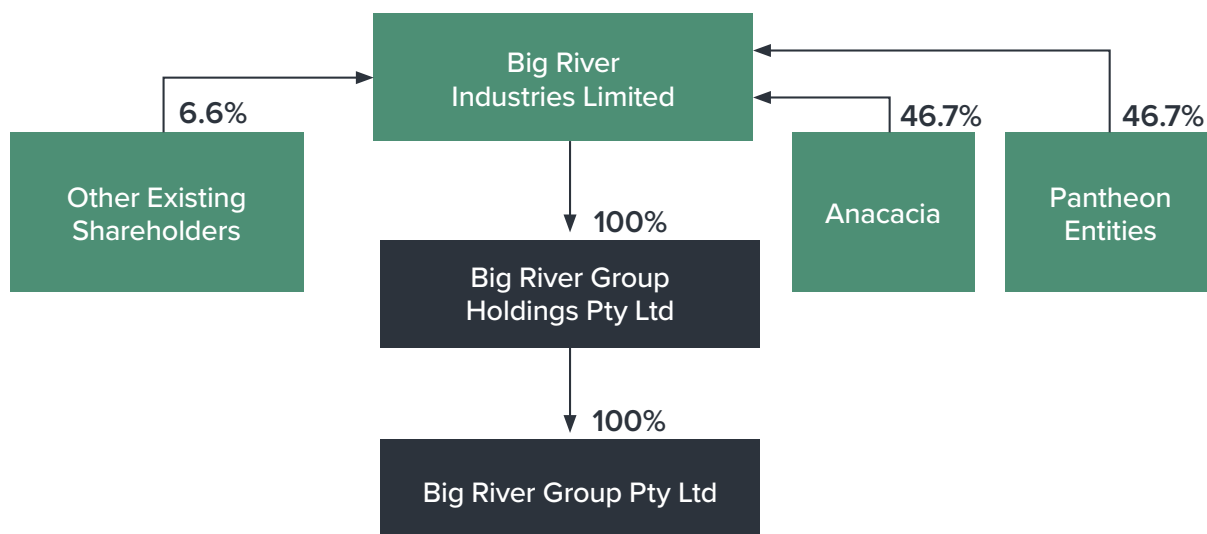 Big River
Industries Limited
6.6%
46.7%
46.7%
Other Existing
Shareholders
Anacacia
Pantheon
Entities
100%
Big River Group
Holdings Pty Ltd
100%
Big River Group Pty Ltd